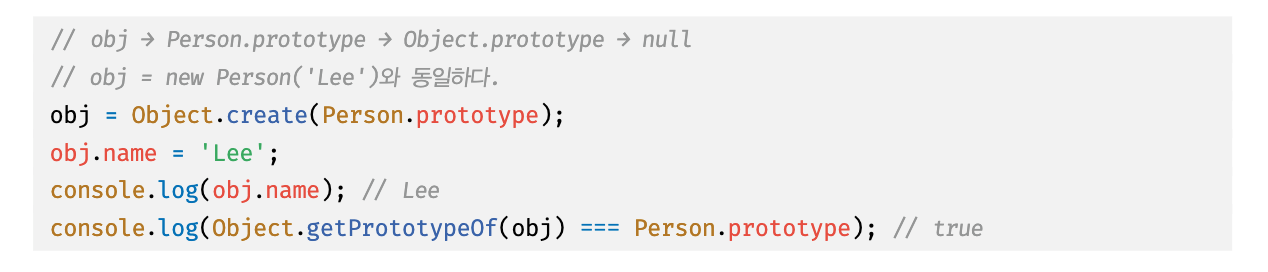 // obj → Person.prototype → Object.prototype → null
// obj = new Person('Lee')와 동일하다.
obj = Object.create(Person.prototype);
obj.name = 'Lee';
console.log(obj.name); // Lee
console.log(Object.getPrototypeOf(obj) === Person.prototype); // true